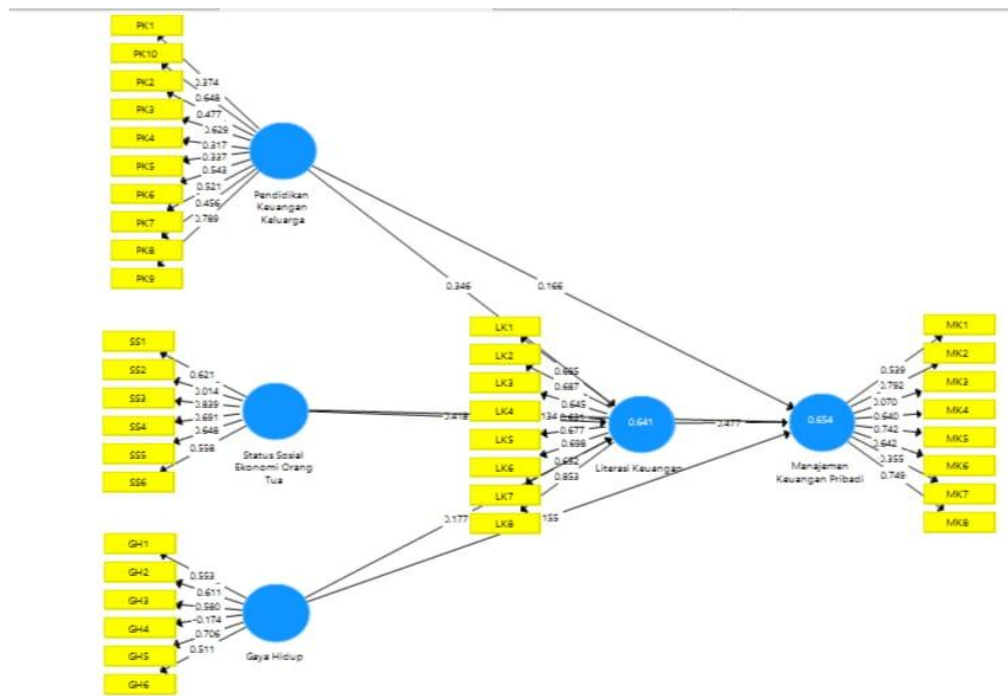 PK1
PK10
PK2
PK3
PK4
PK5
PK6
PK7
PK8
PK9
0.648
0.477
0.629
0.317
0.337
0.543
0.521
0.456
Pendidikan
Keuangan
Keluarga
0.346
0.166
SS1
SS2
SS3
SS4
SS5
SS6
0.621
0.691
0.648
0.558
Status Sosial
Ekonomi Orang
Tua
GH1
GH2
GH3
GH4
GH5
GH6
0.553
0.611
0.580
-0.174
0.706
0.511
Gaya Hidup
LK1
LK2
LK3
LK4
LK5
LK6
LK7
LK8
0.687
0.645
0.677
0.698
0.853
0.641
Literasi Keuangan
0.654
Manajemen
Keuangan Pribadi
MK1
MK2
MK3
MK4
MK5
MK6
MK7
MK8
0.539
0.792
0.640
0.742
0.642
0.749